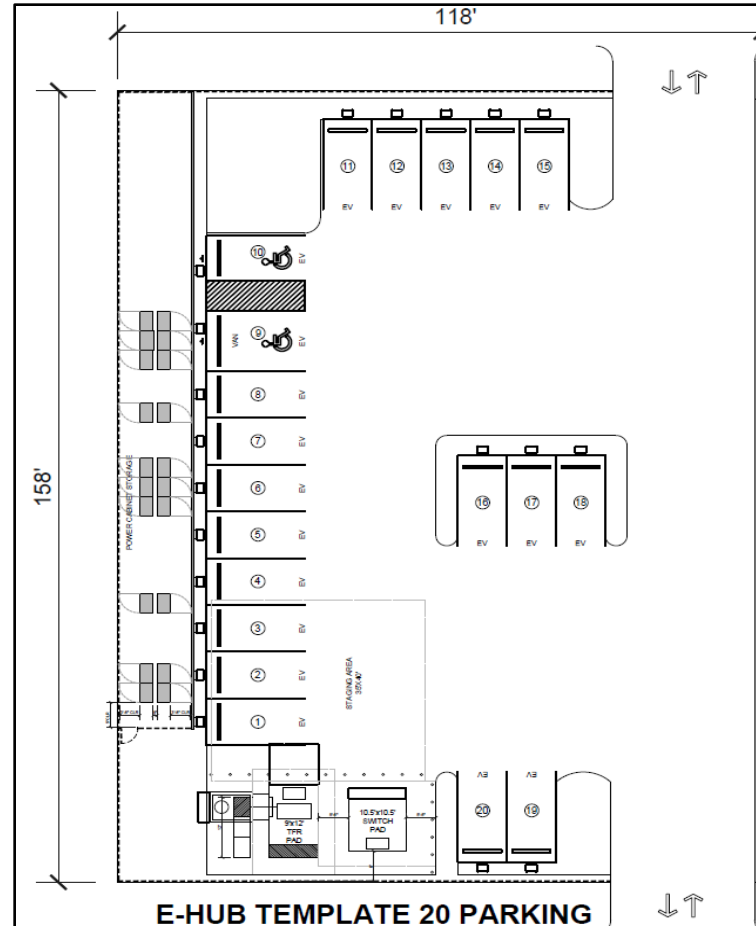 118'
11
12
13
14
15
EV
EV
EV
EV
EV
10
EV
VAN
9
EV
8
EV
7
EV
158'
POWER CABINET STORAGE
6
EV
16
17
18
EV
EV
EV
5
EV
4
EV
3
EV
STAGING AREA
35'X40'
2
EV
1
EV
EV
EV
20
19
9'x12'
TFR
PAD
10.5'x10.5'
SWITCH
PAD
E-HUB TEMPLATE 20 PARKING